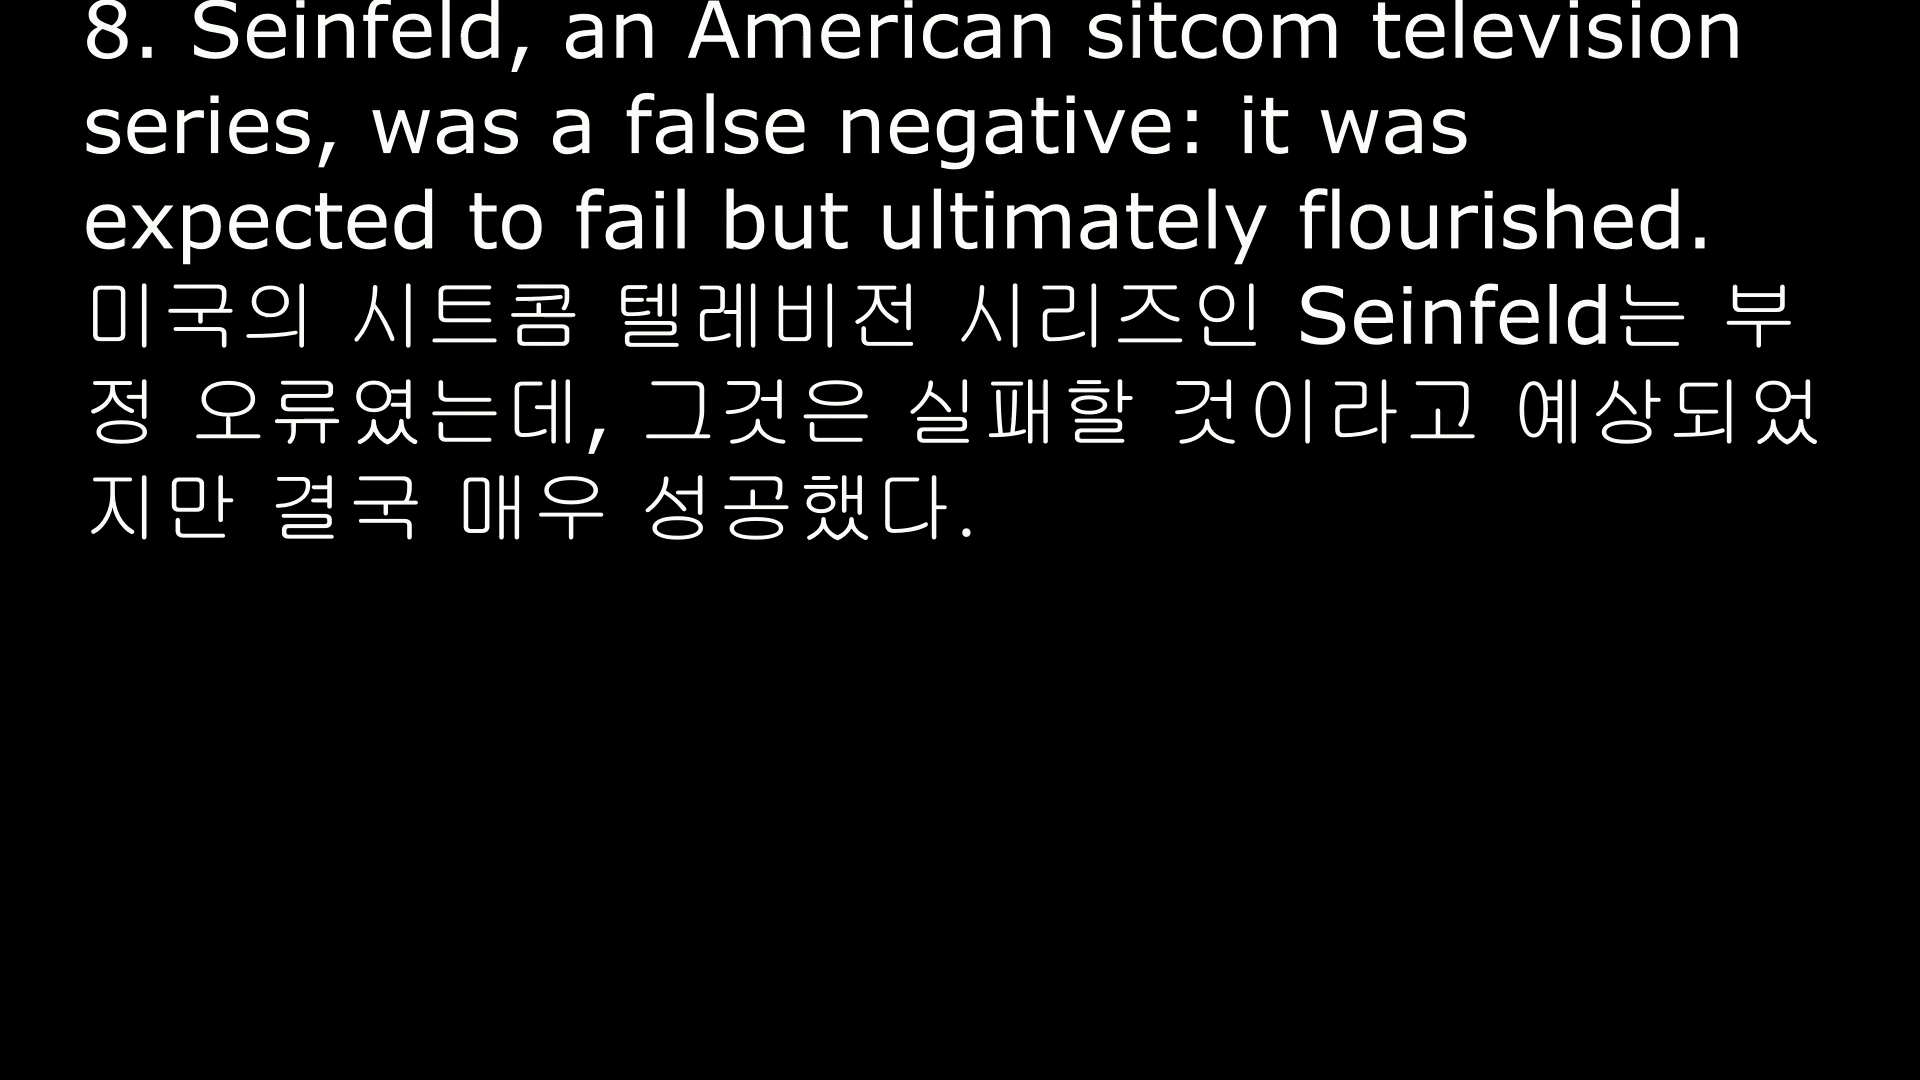 8. Seinfeld, an American sitcom television
series, was a false negative: it was
expected to fail but ultimately flourished.
미국의 시트콤 텔레비전 시리즈인 Seinfeld는 부
정 오류였는데, 그것은 실패할 것이라고 예상되었
지만 결국 매우 성공했다.